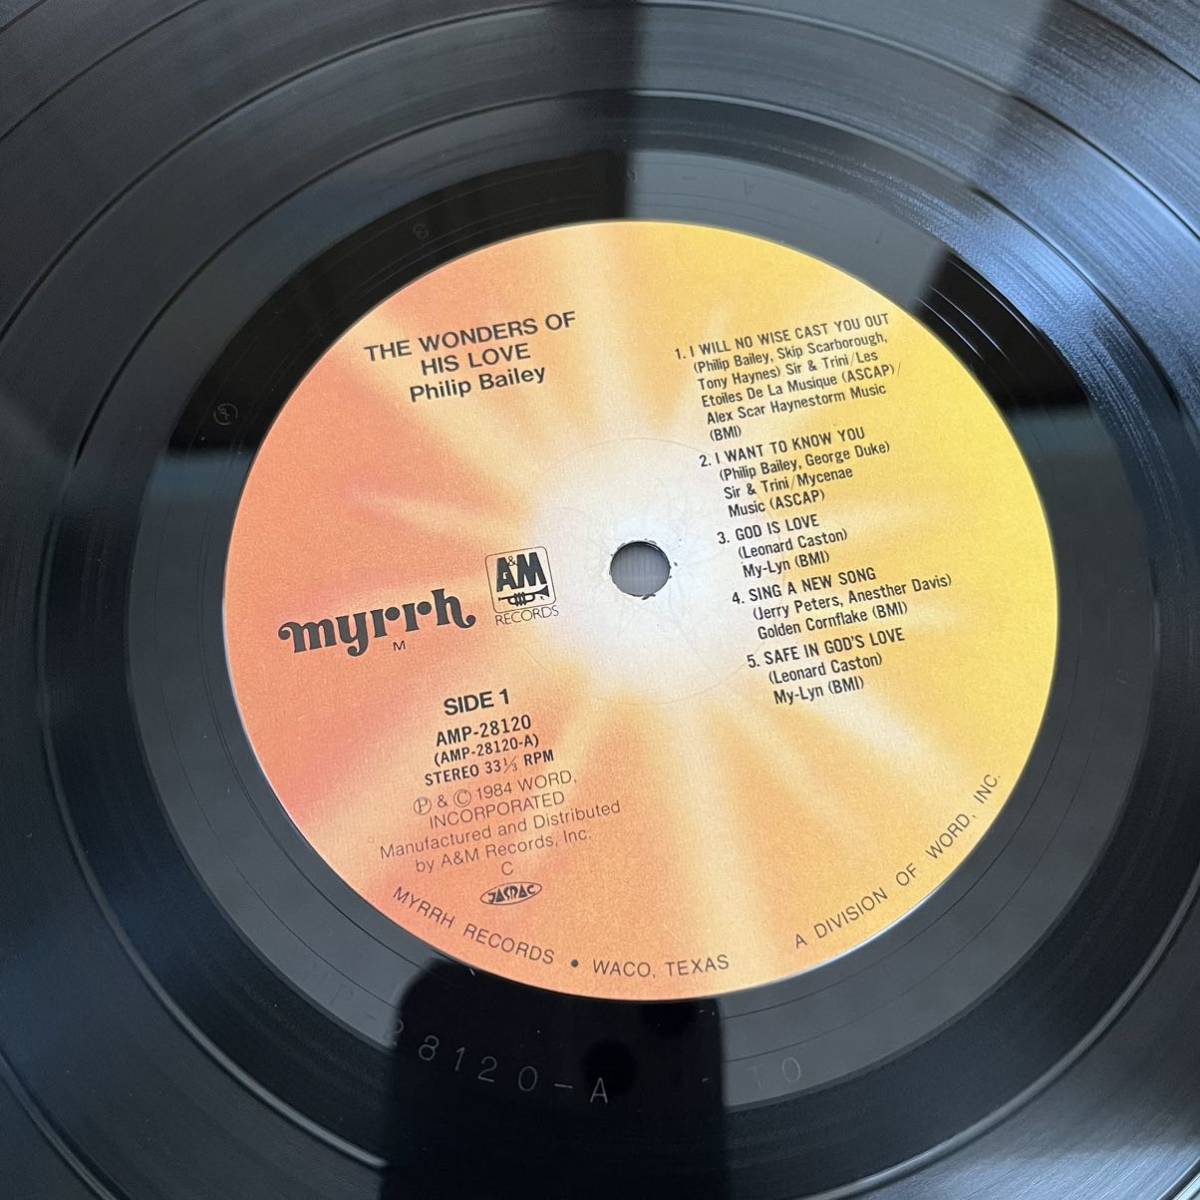 THE WONDERS OF
HIS LOVE
Philip Bailey
1. I WILL NO WISE CAST YOU OUT
(Philip Bailey, Skip Scarborough,
Tony Haynes) Sir & Trini/Les
Etoiles De La Musique (ASCAP)/
Alex Scar Haynestorm Music
(BMI)
2. I WANT TO KNOW YOU
(Philip Bailey, George Duke)
Sir & Trini/Mycenae
Music (ASCAP)
3. GOD IS LOVE
(Leonard Caston)
My-Lyn (BMI)
4. SING A NEW SONG
(Jerry Peters, Anesther Davis)
Golden Cornflake (BMI)
5. SAFE IN GOD'S LOVE
(Leonard Caston)
My-Lyn (BMI)
myrrh
M
A&M
RECORDS
SIDE 1
AMP-28120
(AMP-28120-A)
STEREO 33⅓ RPM
℗ & © 1984 WORD,
INCORPORATED
Manufactured and Distributed
by A&M Records, Inc.
C
JASRAC
MYRRH RECORDS • WACO, TEXAS
A DIVISION OF WORD, INC.
28120-A